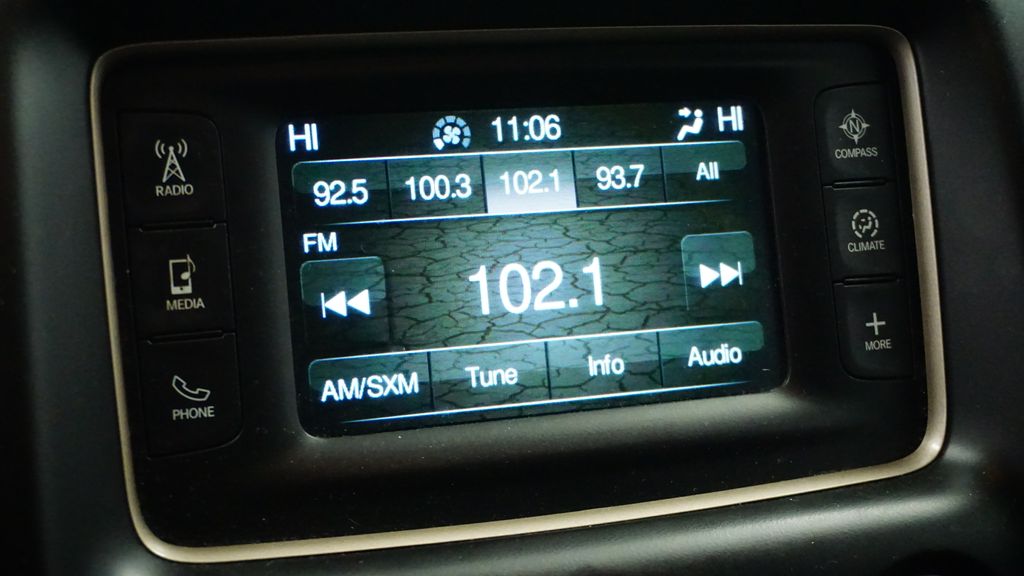 HI 11:06 HI
92.5 100.3 102.1 93.7 All
FM
102.1
AM/SXM Tune Info Audio
RADIO
MEDIA
PHONE
N
COMPASS
CLIMATE
MORE